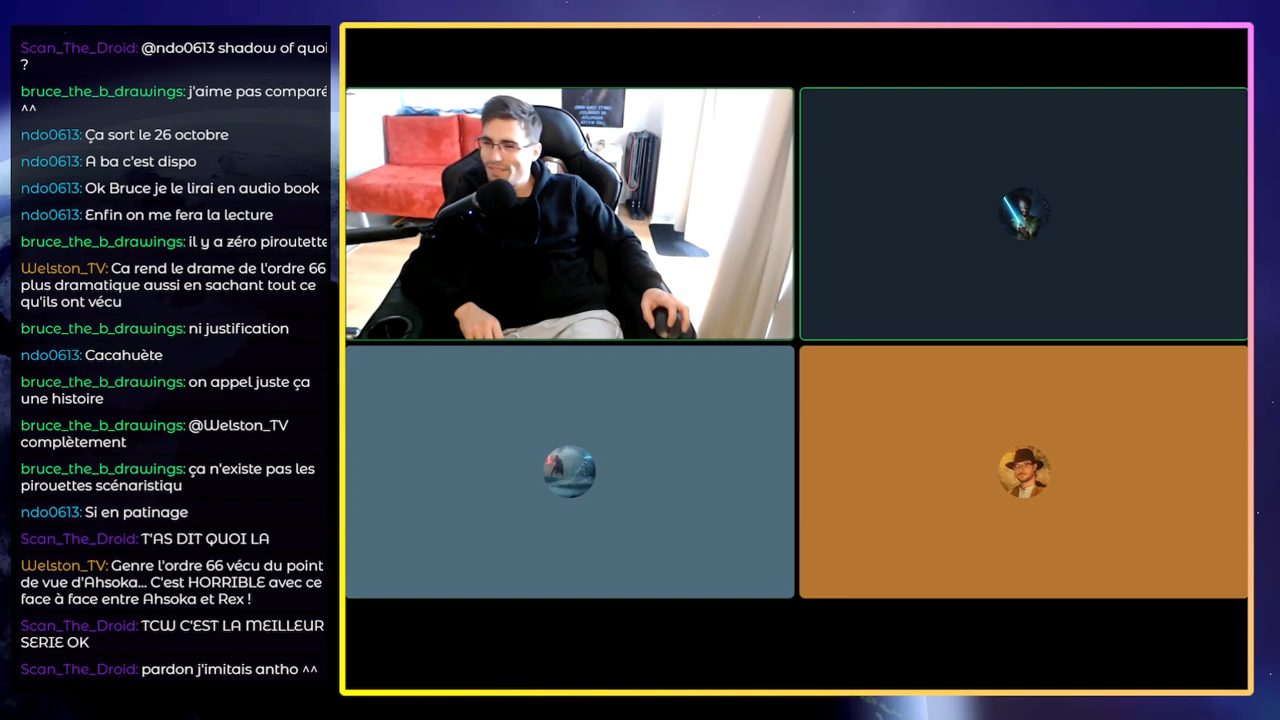 Scan_The_Droid: @ndo0613 shadow of quoi
?
bruce_the_b_drawings: j'aime pas comparé
^^
ndo0613: Ça sort le 26 octobre
ndo0613: A ba c'est dispo
ndo0613: Ok Bruce je le lirai en audio book
ndo0613: Enfin on me fera la lecture
bruce_the_b_drawings: il y a zéro piroutette
Welston_TV: Ca rend le drame de l'ordre 66
plus dramatique aussi en sachant tout ce
qu'ils ont vécu
bruce_the_b_drawings: ni justification
ndo0613: Cacahuète
bruce_the_b_drawings: on appel juste ça
une histoire
bruce_the_b_drawings: @Welston_TV
complètement
bruce_the_b_drawings: ça n'existe pas les
pirouettes scénaristiqu
ndo0613: Si en patinage
Scan_The_Droid: T'AS DIT QUOI LA
Welston_TV: Genre l'ordre 66 vécu du point
de vue d'Ahsoka... C'est HORRIBLE avec ce
face à face entre Ahsoka et Rex !
Scan_The_Droid: TCW C'EST LA MEILLEUR
SERIE OK
Scan_The_Droid: pardon j'imitais antho ^^